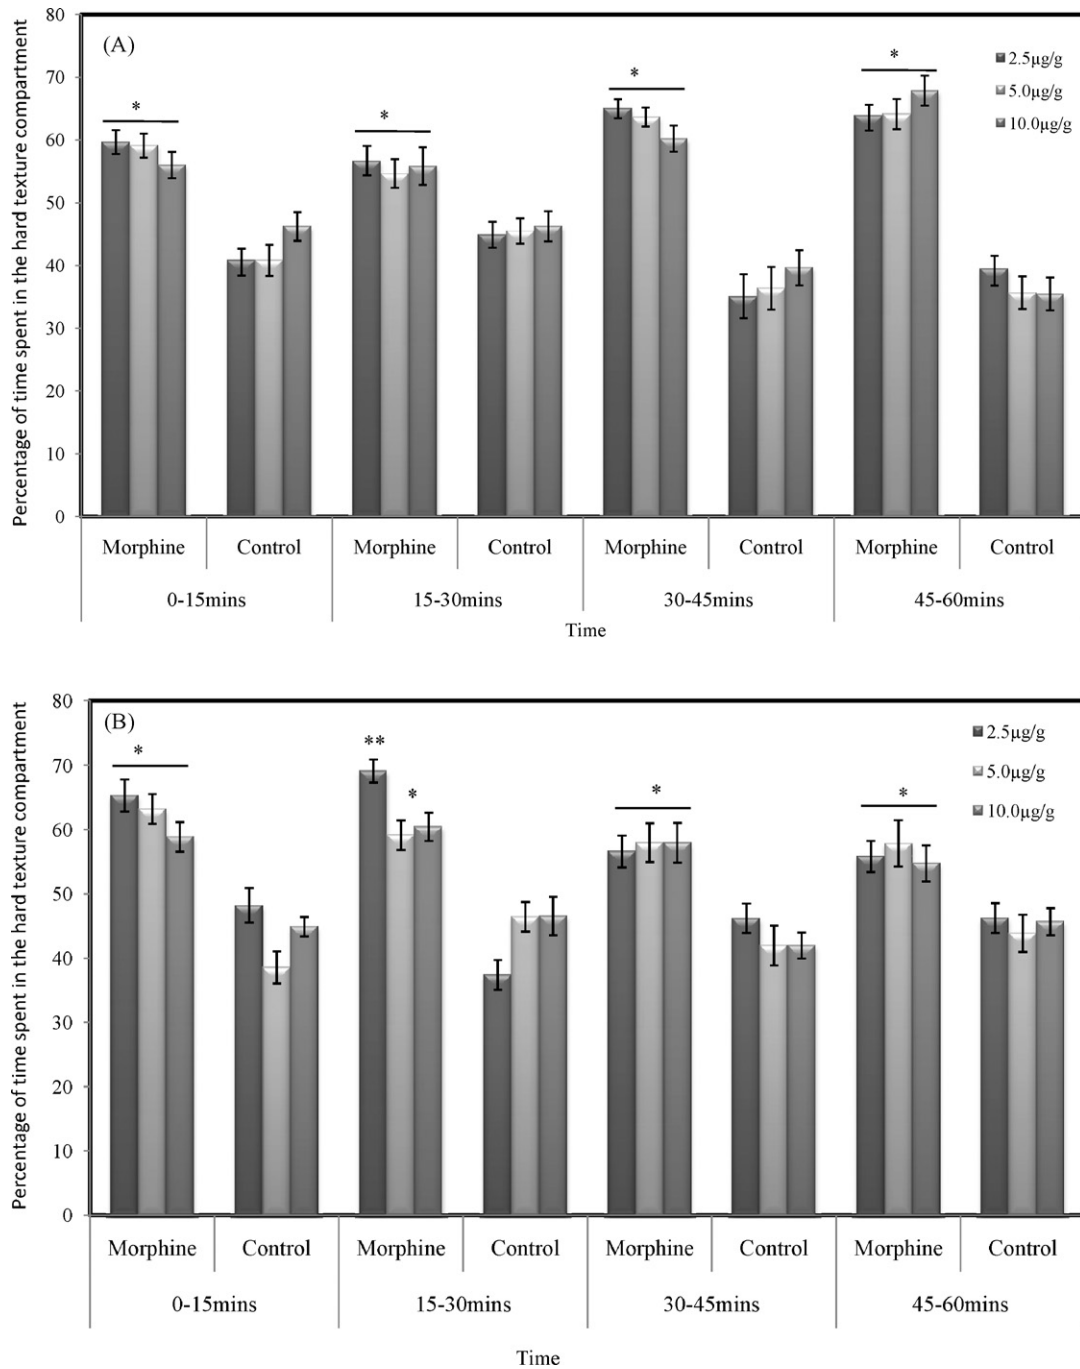 80
(A)
*
2.5µg/g
70
*
5.0µg/g
*
10.0µg/g
*
60
50
40
30
20
10
0
Percentage of time spent in the hard texture compartment
Morphine Control Morphine Control Morphine Control Morphine Control
0-15mins 15-30mins 30-45mins 45-60mins
Time
80
(B)
2.5µg/g
**
*
70
5.0µg/g
*
*
*
10.0µg/g
60
50
40
30
20
10
0
Percentage of time spent in the hard texture compartment
Morphine Control Morphine Control Morphine Control Morphine Control
0-15mins 15-30mins 30-45mins 45-60mins
Time